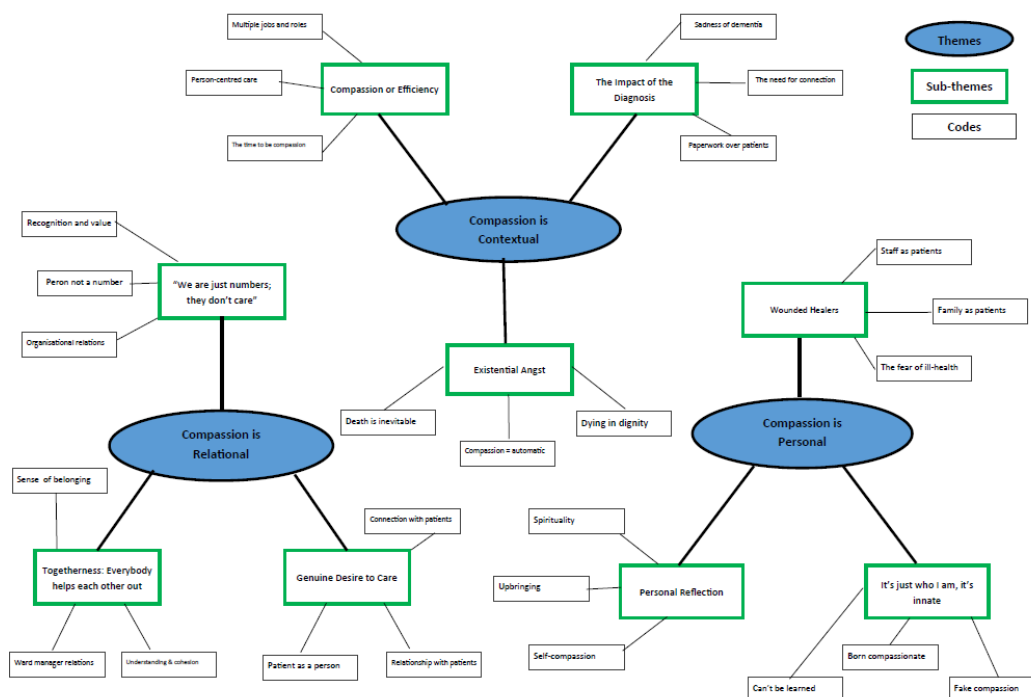 Multiple jobs and roles
Sadness of dementia
Themes
Person-centred care
Compassion or Efficiency
The Impact of the
Diagnosis
The need for connection
Sub-themes
Codes
The time to be compassion
Paperwork over patients
Compassion is
Contextual
Recognition and value
Peron not a number
"We are just numbers;
they don't care"
Organisational relations
Staff as patients
Wounded Healers
Family as patients
The fear of ill-health
Existential Angst
Death is inevitable
Compassion = automatic
Dying in dignity
Compassion is
Relational
Compassion is
Personal
Sense of belonging
Togetherness: Everybody
helps each other out
Ward manager relations
Understanding & cohesion
Connection with patients
Genuine Desire to Care
Patient as a person
Relationship with patients
Spirituality
Upbringing
Personal Reflection
Self-compassion
It's just who I am, it's
innate
Born compassionate
Can't be learned
Fake compassion